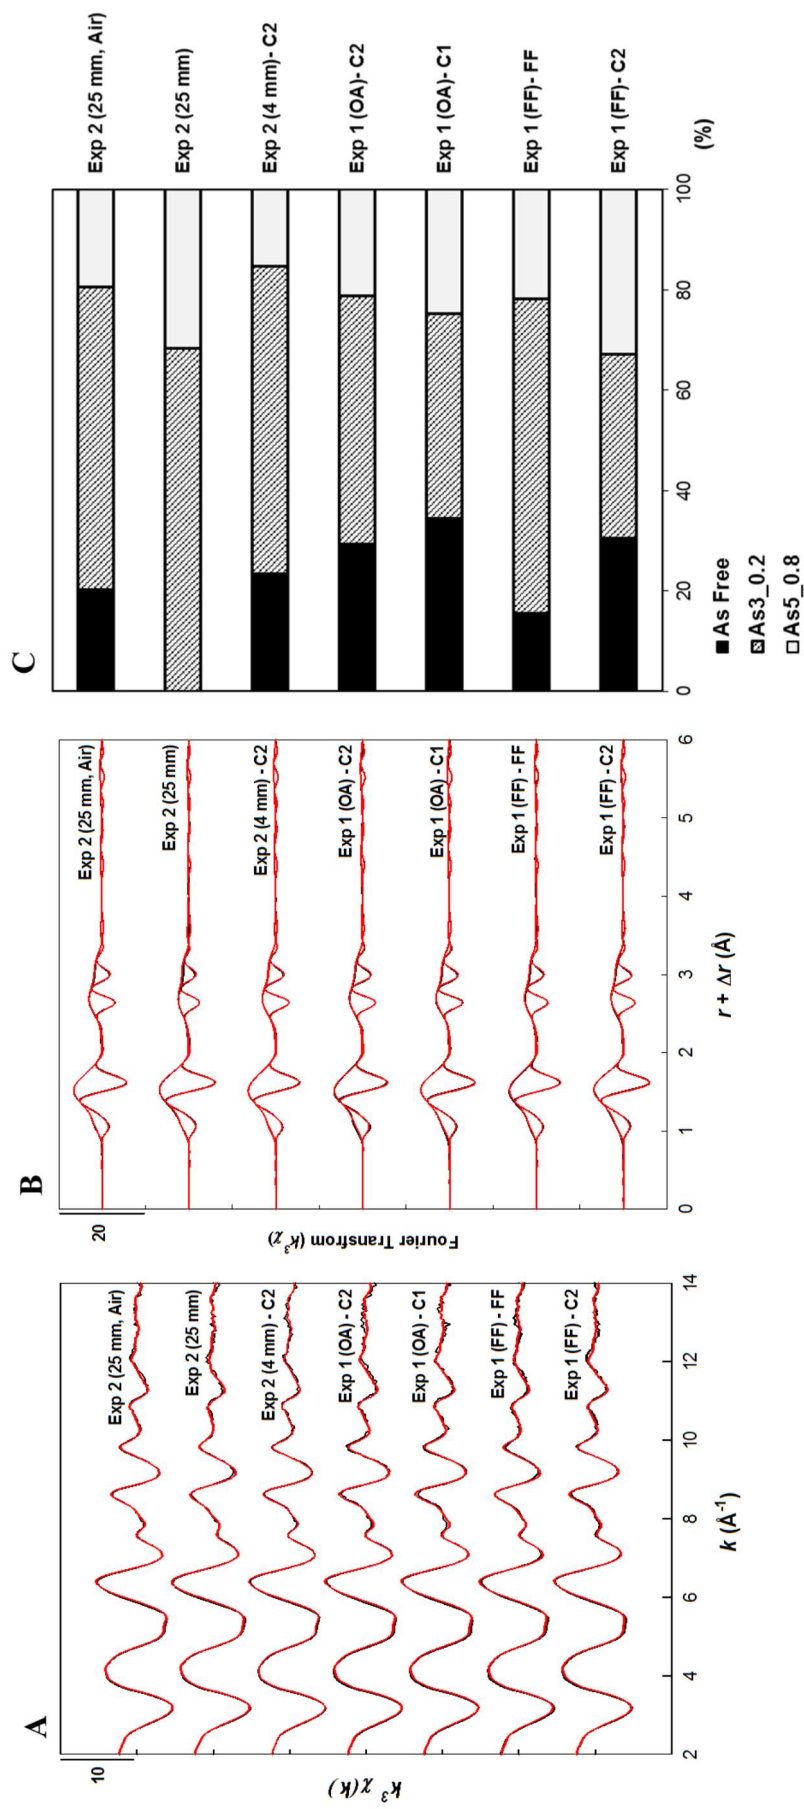 A
10
k³ χ(k)
Exp 2 (25 mm, Air)
Exp 2 (25 mm)
Exp 2 (4 mm) - C2
Exp 1 (OA) - C2
Exp 1 (OA) - C1
Exp 1 (FF) - FF
Exp 1 (FF) - C2
2 4 6 8 10 12 14
k (Å⁻¹)
B
20
Fourier Transfrom (k³χ)
Exp 2 (25 mm, Air)
Exp 2 (25 mm)
Exp 2 (4 mm) - C2
Exp 1 (OA) - C2
Exp 1 (OA) - C1
Exp 1 (FF) - FF
Exp 1 (FF) - C2
0 1 2 3 4 5 6
r + Δr (Å)
C
Exp 2 (25 mm, Air)
Exp 2 (25 mm)
Exp 2 (4 mm)- C2
Exp 1 (OA)- C2
Exp 1 (OA)- C1
Exp 1 (FF)- FF
Exp 1 (FF)- C2
0 20 40 60 80 100
(%)
As Free
As3_0.2
As5_0.8